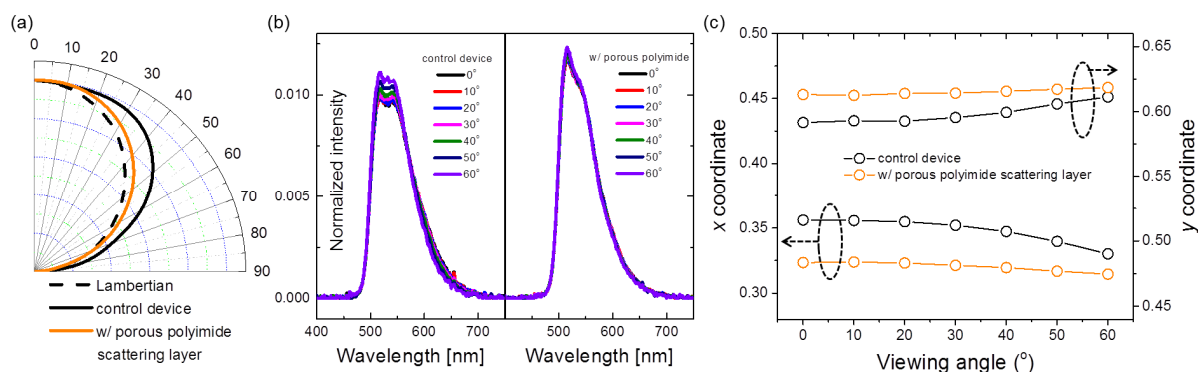 (a)
0
10
20
30
40
50
60
70
80
90
Lambertian
control device
w/ porous polyimide
scattering layer
(b)
Normalized intensity
0.010
0.005
0.000
control device
0°
10°
20°
30°
40°
50°
60°
w/ porous polyimide
0°
10°
20°
30°
40°
50°
60°
400 500 600 700
500 600 700
Wavelength [nm]
Wavelength [nm]
(c)
x coordinate
0.50
0.45
0.40
0.35
0.30
control device
w/ porous polyimide scattering layer
0.65
0.60
0.55
0.50
0.45
y coordinate
0 10 20 30 40 50 60
Viewing angle (°)